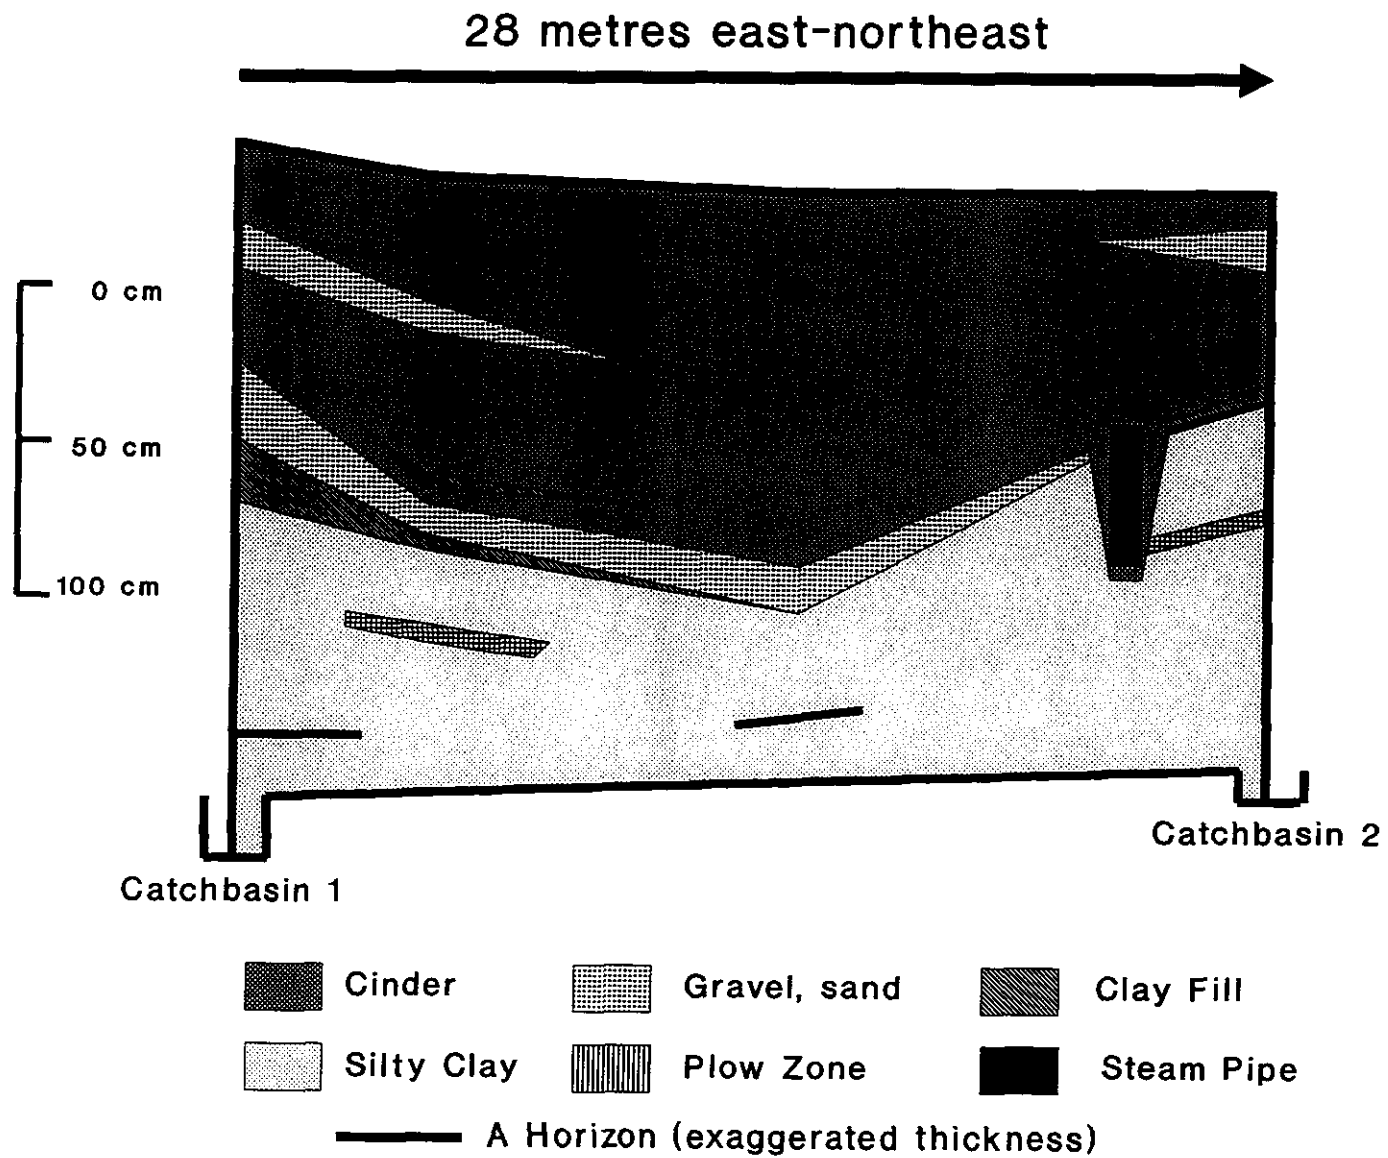 28 metres east-northeast
0 cm
50 cm
100 cm
Catchbasin 2
Catchbasin 1
Cinder
Gravel, sand
Clay Fill
Silty Clay
Plow Zone
Steam Pipe
A Horizon (exaggerated thickness)